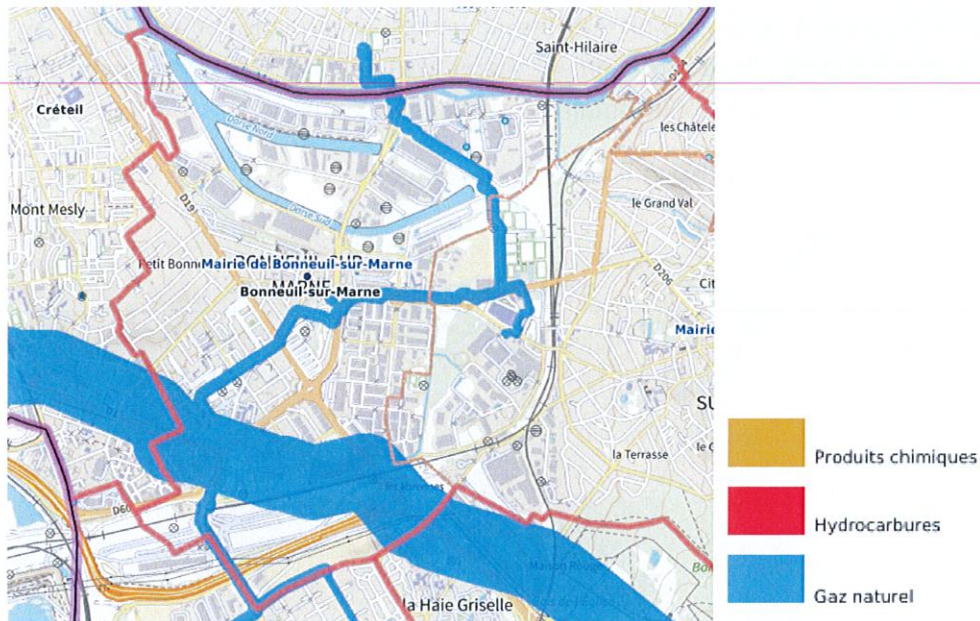 Saint-Hilaire
Créteil
Darse Nord
les Châtele
Mont Mesly
D19
Darse Sud
le Grand Val
Petit Bonn
Mairie de Bonneuil-sur-Marne
D206
Cit
MARNE
Bonneuil-sur-Marne
Mairie
SU
le C
la Terrasse
D60
Maison Rouge
Boi
la Haie Griselle
Produits chimiques
Hydrocarbures
Gaz naturel